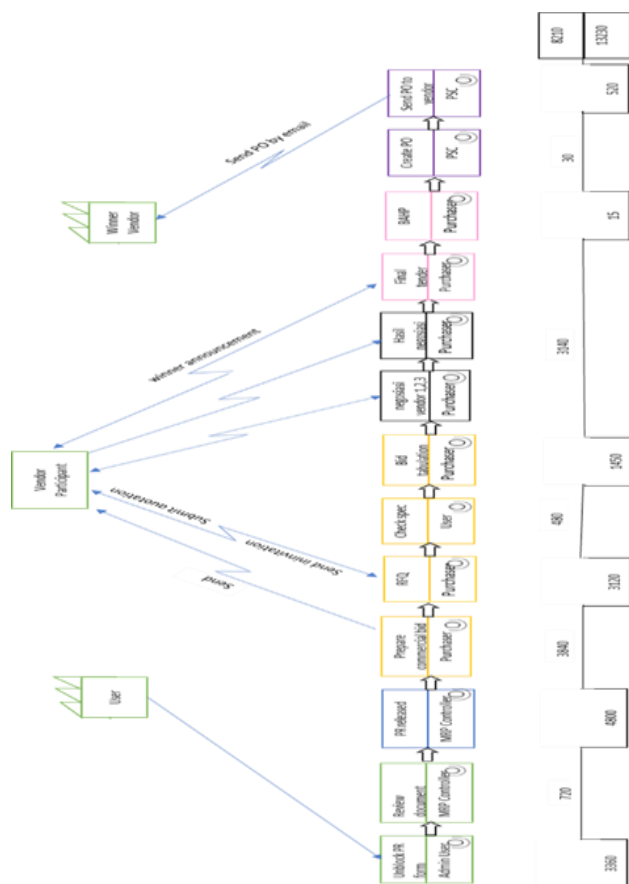 User
Vendor
Participant
Winner
Vendor
Send
Send ininvitation
Submit quotation
Winner announcement
Send PO by email
Unblock PR
form
Admin User
Review
document
MRP Controller
PR released
MRP Controller
Prepare
commercial bid
Purchaser
RFQ
Purchaser
Check spec
User
Bid
tabulation
Purchaser
negosiasi
vendor 1,2,3
Purchaser
Hasil
negosiasi
Purchaser
Final
tender
Purchaser
BAHP
Purchaser
Create PO
PSC
Send PO to
vendor
PSC
3360
720
4800
3840
3120
480
1450
3140
15
30
520
8210
13230